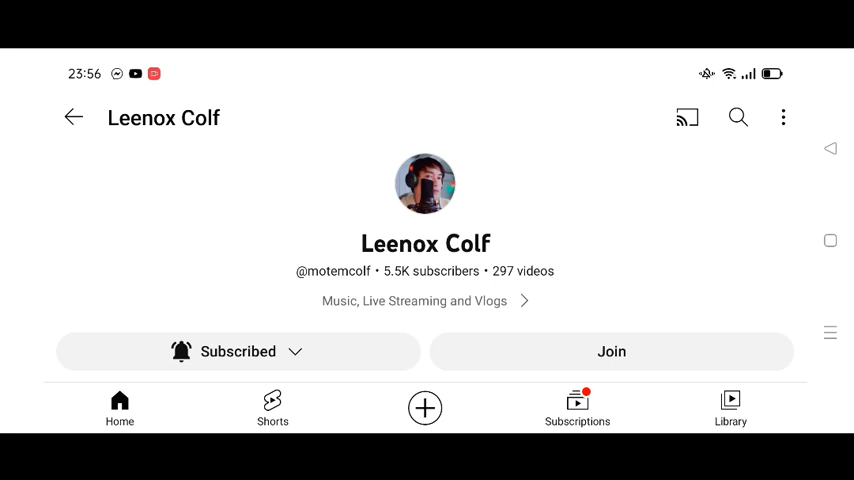 23:56
Leenox Colf
Leenox Colf
@motemcolf • 5.5K subscribers • 297 videos
Music, Live Streaming and Vlogs
Subscribed
Join
Home
Shorts
Subscriptions
Library